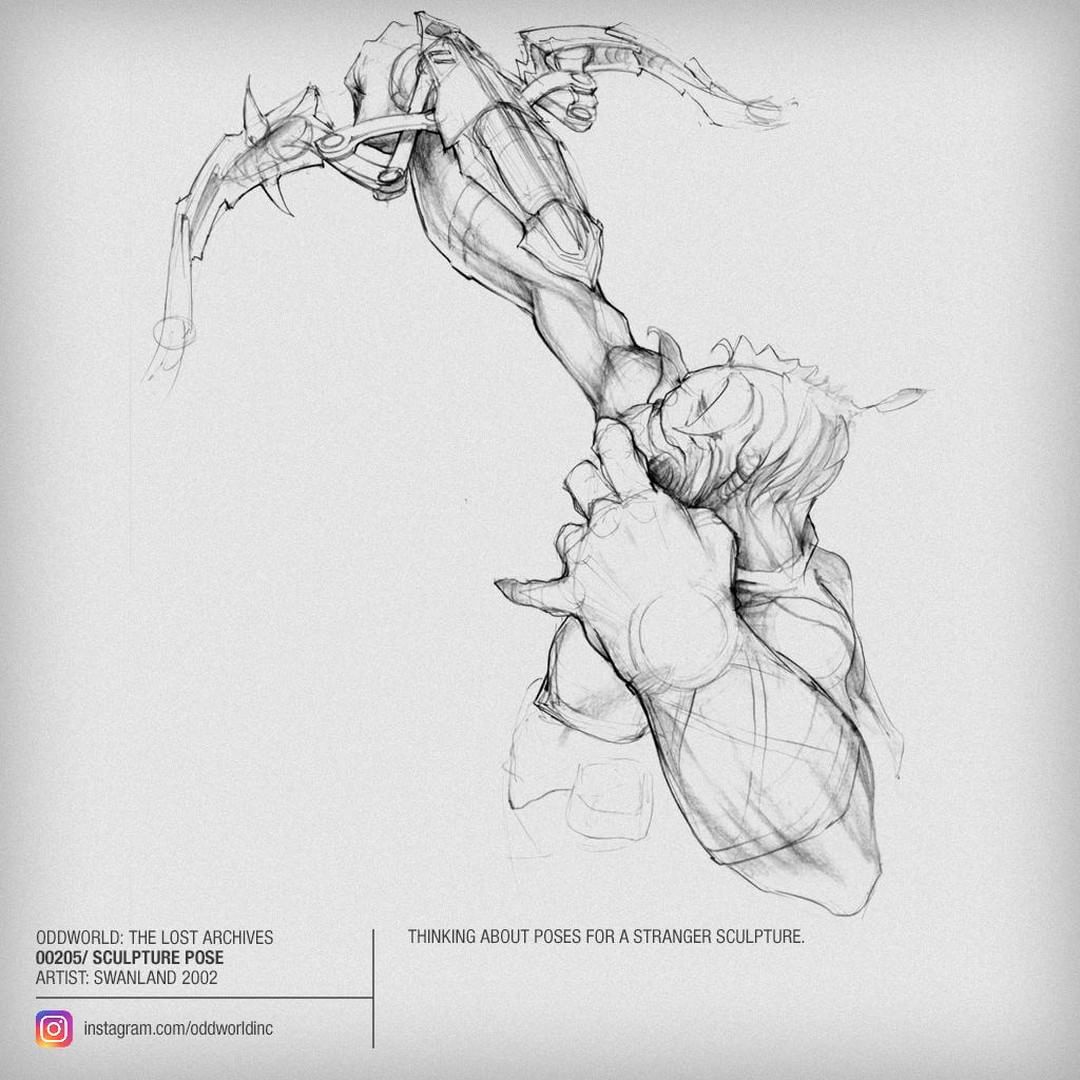 ODDWORLD: THE LOST ARCHIVES
00205/ SCULPTURE POSE
ARTIST: SWANLAND 2002
instagram.com/oddworldinc
THINKING ABOUT POSES FOR A STRANGER SCULPTURE.